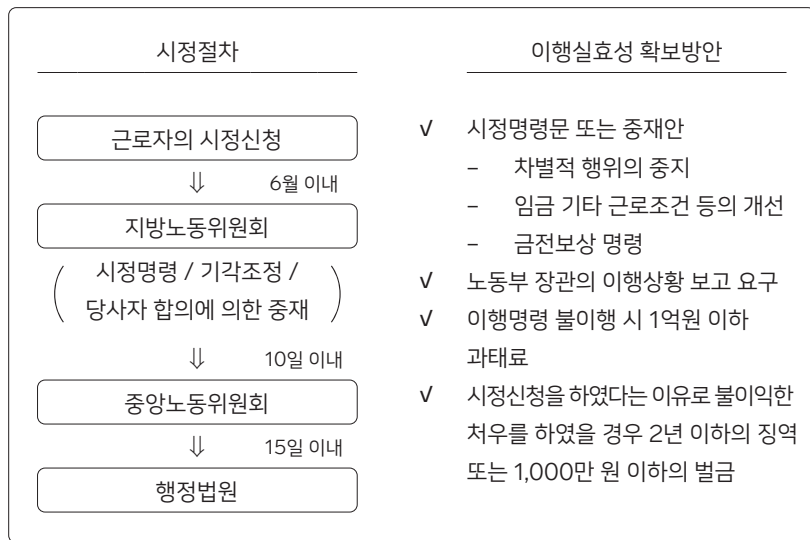 시정절차
근로자의 시정신청
⇓ 6월 이내
지방노동위원회
( 시정명령 / 기각조정 /
당사자 합의에 의한 중재 )
⇓ 10일 이내
중앙노동위원회
⇓ 15일 이내
행정법원
이행실효성 확보방안
√ 시정명령문 또는 중재안
– 차별적 행위의 중지
– 임금 기타 근로조건 등의 개선
– 금전보상 명령
√ 노동부 장관의 이행상황 보고 요구
√ 이행명령 불이행 시 1억원 이하
과태료
√ 시정신청을 하였다는 이유로 불이익한
처우를 하였을 경우 2년 이하의 징역
또는 1,000만 원 이하의 벌금